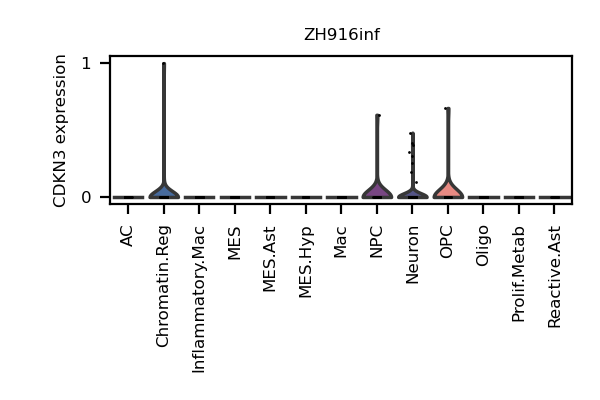 ZH916inf
CDKN3 expression
1
0
AC
Chromatin.Reg
Inflammatory.Mac
MES
MES.Ast
MES.Hyp
Mac
NPC
Neuron
OPC
Oligo
Prolif.Metab
Reactive.Ast